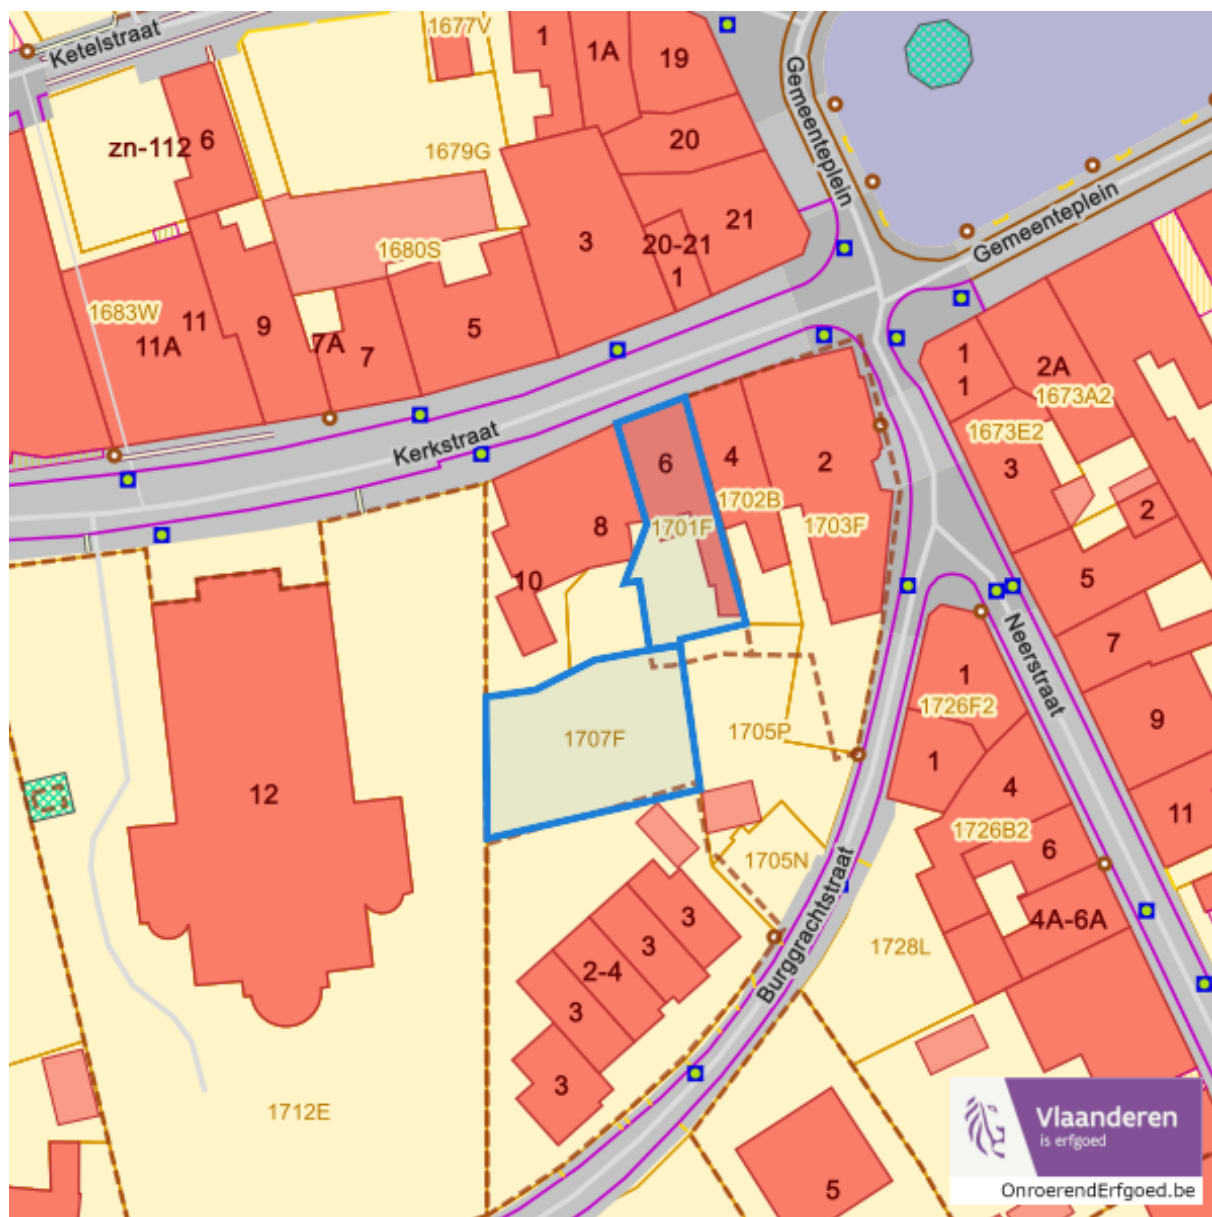 Ketelstraat
1677V
1
1A
19
Gemeenteplein
zn-112
6
1679G
20
Gemeenteplein
3
21
20-21
1
1680S
1683W
11
11A
9
7A
7
5
1
1
2A
1673A2
1673E2
3
2
Kerkstraat
6
4
2
1702B
1701F
1703F
8
10
5
7
Neerstraat
1
1726F2
9
1707F
1705P
1
4
11
12
1726B2
6
1705N
4A-6A
Burggrachtstraat
3
3
2-4
3
3
1728L
1712E
5
Vlaanderen
is erfgoed
OnroerendErfgoed.be